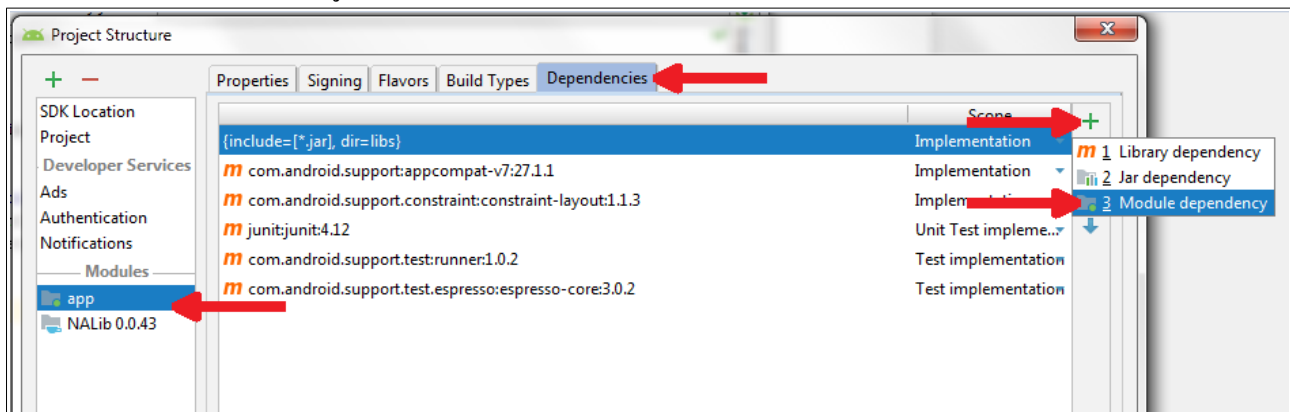 Project Structure
Properties Signing Flavors Build Types Dependencies
SDK Location
Project
Developer Services
Ads
Authentication
Notifications
Modules
app
NALib 0.0.43
Scope
{include=[*.jar], dir=libs} Implementation
m com.android.support:appcompat-v7:27.1.1 Implementation
m com.android.support.constraint:constraint-layout:1.1.3
m junit:junit:4.12 Unit Test impleme...
m com.android.support.test:runner:1.0.2 Test implementation
m com.android.support.test.espresso:espresso-core:3.0.2 Test implementation
m 1 Library dependency
2 Jar dependency
3 Module dependency